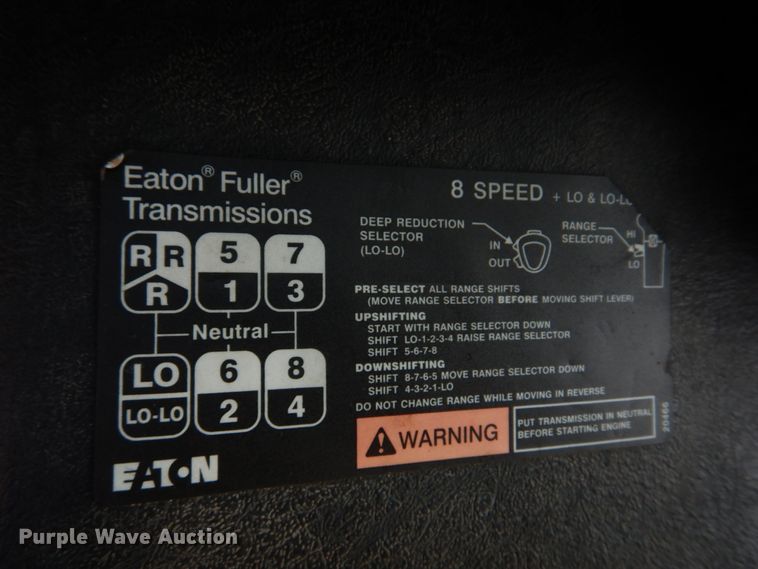 Eaton® Fuller®
Transmissions
8 SPEED + LO &
DEEP REDUCTION
SELECTOR
(LO-LO)
IN
OUT
RANGE
SELECTOR
HI
LO
R R
R
5
1
7
3
Neutral
LO
LO-LO
6
2
8
4
PRE-SELECT ALL RANGE SHIFTS
(MOVE RANGE SELECTOR BEFORE MOVING SHIFT LEVER)
UPSHIFTING
START WITH RANGE SELECTOR DOWN
SHIFT LO-1-2-3-4 RAISE RANGE SELECTOR
SHIFT 5-6-7-8
DOWNSHIFTING
SHIFT 8-7-6-5 MOVE RANGE SELECTOR DOWN
SHIFT 4-3-2-1-LO
DO NOT CHANGE RANGE WHILE MOVING IN REVERSE
WARNING
PUT TRANSMISSION IN NEUTRAL
BEFORE STARTING ENGINE
20466
EATON
Purple Wave Auction